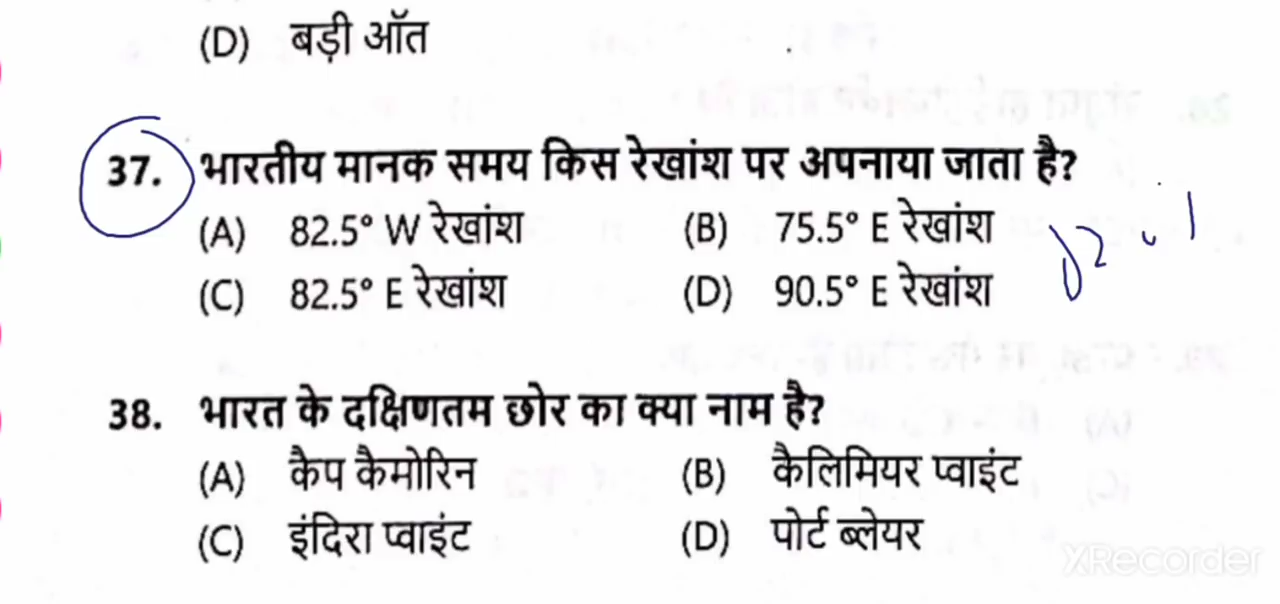 (D) बड़ी ऑत
37. भारतीय मानक समय किस रेखांश पर अपनाया जाता है?
(A) 82.5° W रेखांश (B) 75.5° E रेखांश
(C) 82.5° E रेखांश (D) 90.5° E रेखांश
38. भारत के दक्षिणतम छोर का क्या नाम है?
(A) कैप कैमोरिन (B) कैलिमियर प्वाइंट
(C) इंदिरा प्वाइंट (D) पोर्ट ब्लेयर
XRecorder